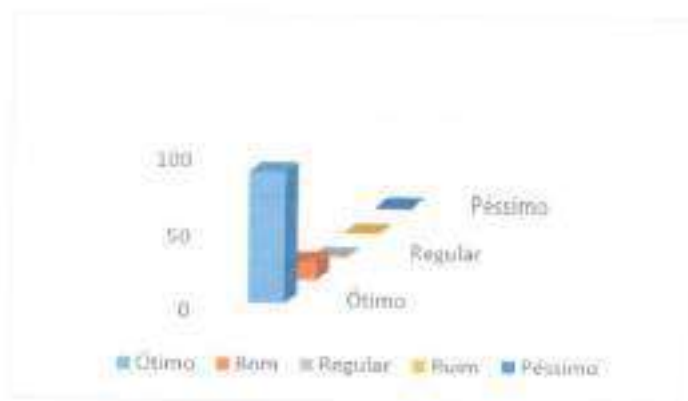 100
50
0
Péssimo
Regular
Ótimo
Ótimo Bom Regular Ruim Péssimo